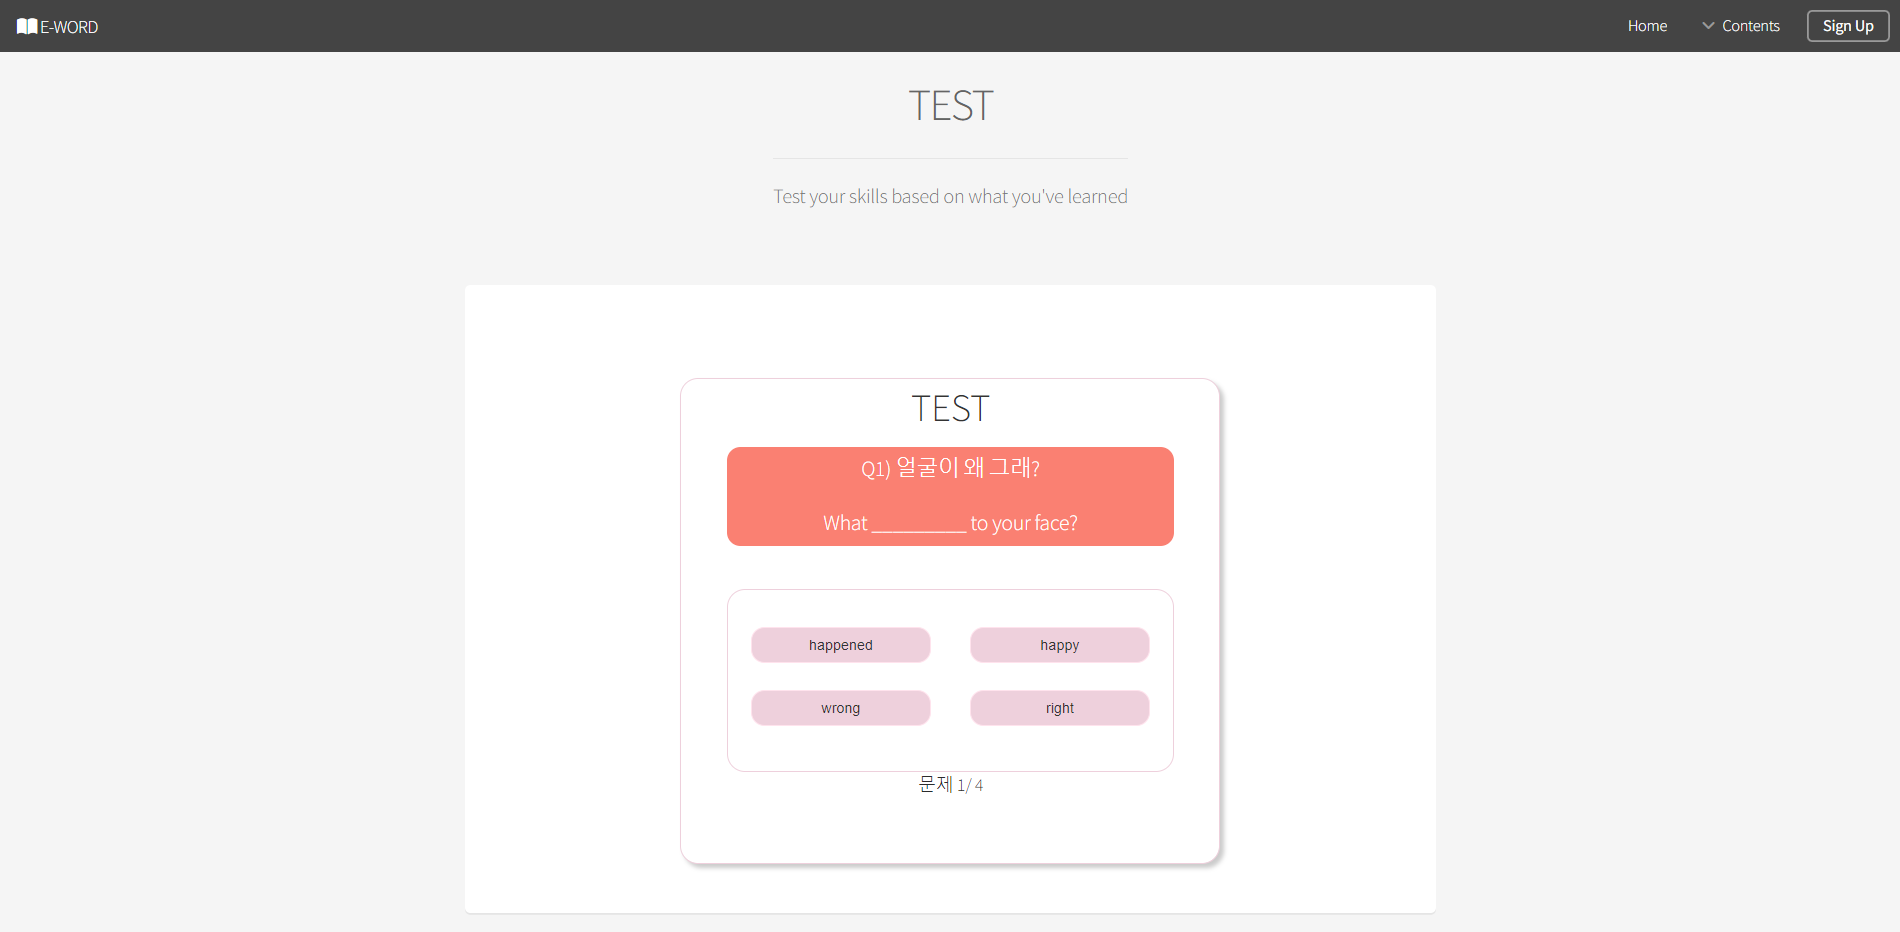 E-WORD
Home
Contents
Sign Up
TEST
Test your skills based on what you've learned
TEST
Q1) 얼굴이 왜 그래?
What _________ to your face?
happened
happy
wrong
right
문제 1/ 4